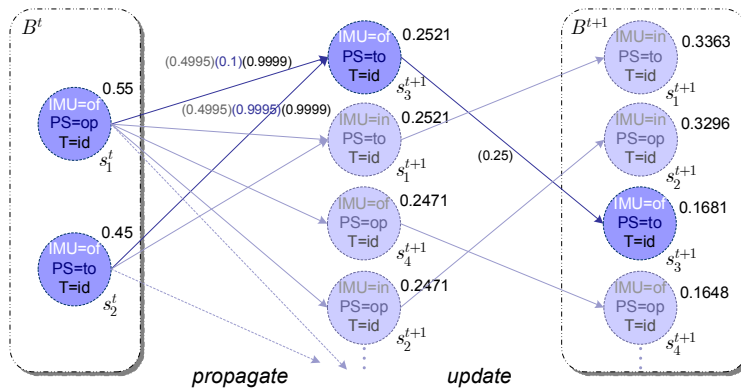 B^t
0.55
IMU=of
PS=op
T=id
s_1^t
0.45
IMU=of
PS=to
T=id
s_2^t
(0.4995)(0.1)(0.9999)
(0.4995)(0.9995)(0.9999)
IMU=of
PS=to
T=id
0.2521
s_3^{t+1}
IMU=in
PS=to
T=id
0.2521
s_1^{t+1}
IMU=of
PS=op
T=id
0.2471
s_4^{t+1}
IMU=in
PS=op
T=id
0.2471
s_2^{t+1}
(0.25)
B^{t+1}
IMU=in
PS=to
T=id
0.3363
s_1^{t+1}
IMU=in
PS=op
T=id
0.3296
s_2^{t+1}
IMU=of
PS=to
T=id
0.1681
s_3^{t+1}
IMU=of
PS=op
T=id
0.1648
s_4^{t+1}
propagate
update